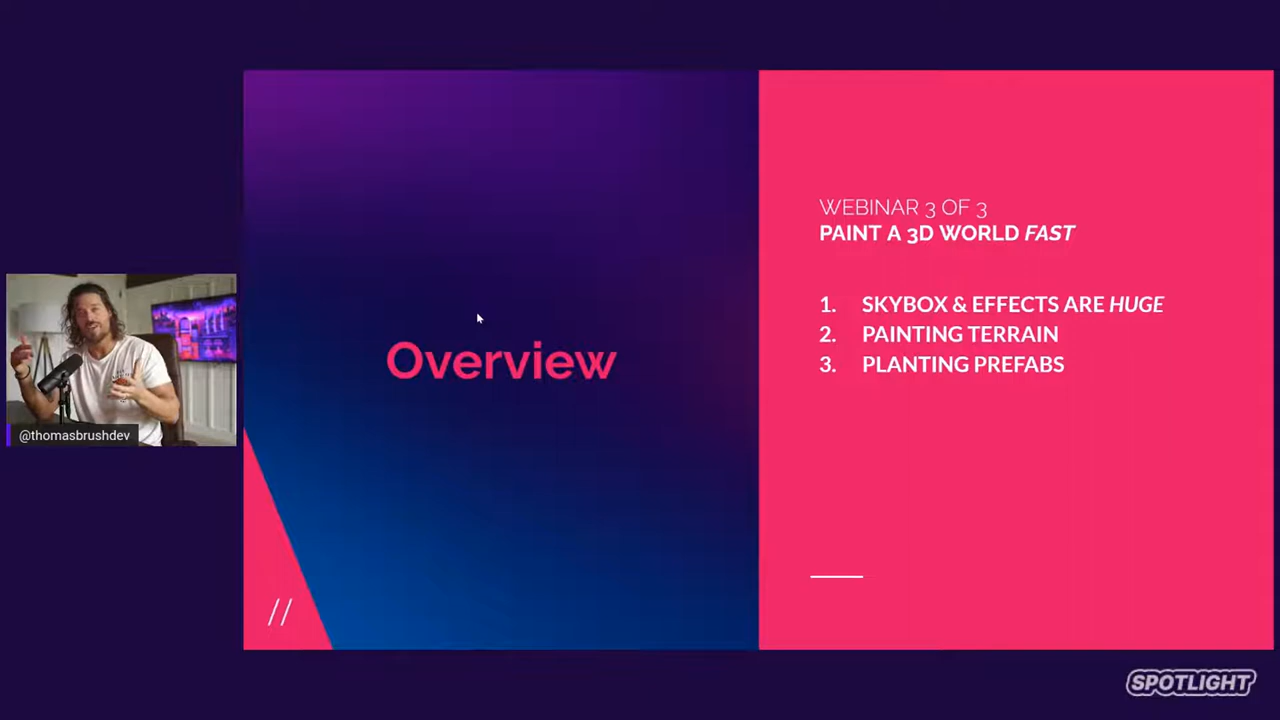 @thomasbrushdev
Overview
//
WEBINAR 3 OF 3
PAINT A 3D WORLD FAST
1. SKYBOX & EFFECTS ARE HUGE
2. PAINTING TERRAIN
3. PLANTING PREFABS
SPOTLIGHT